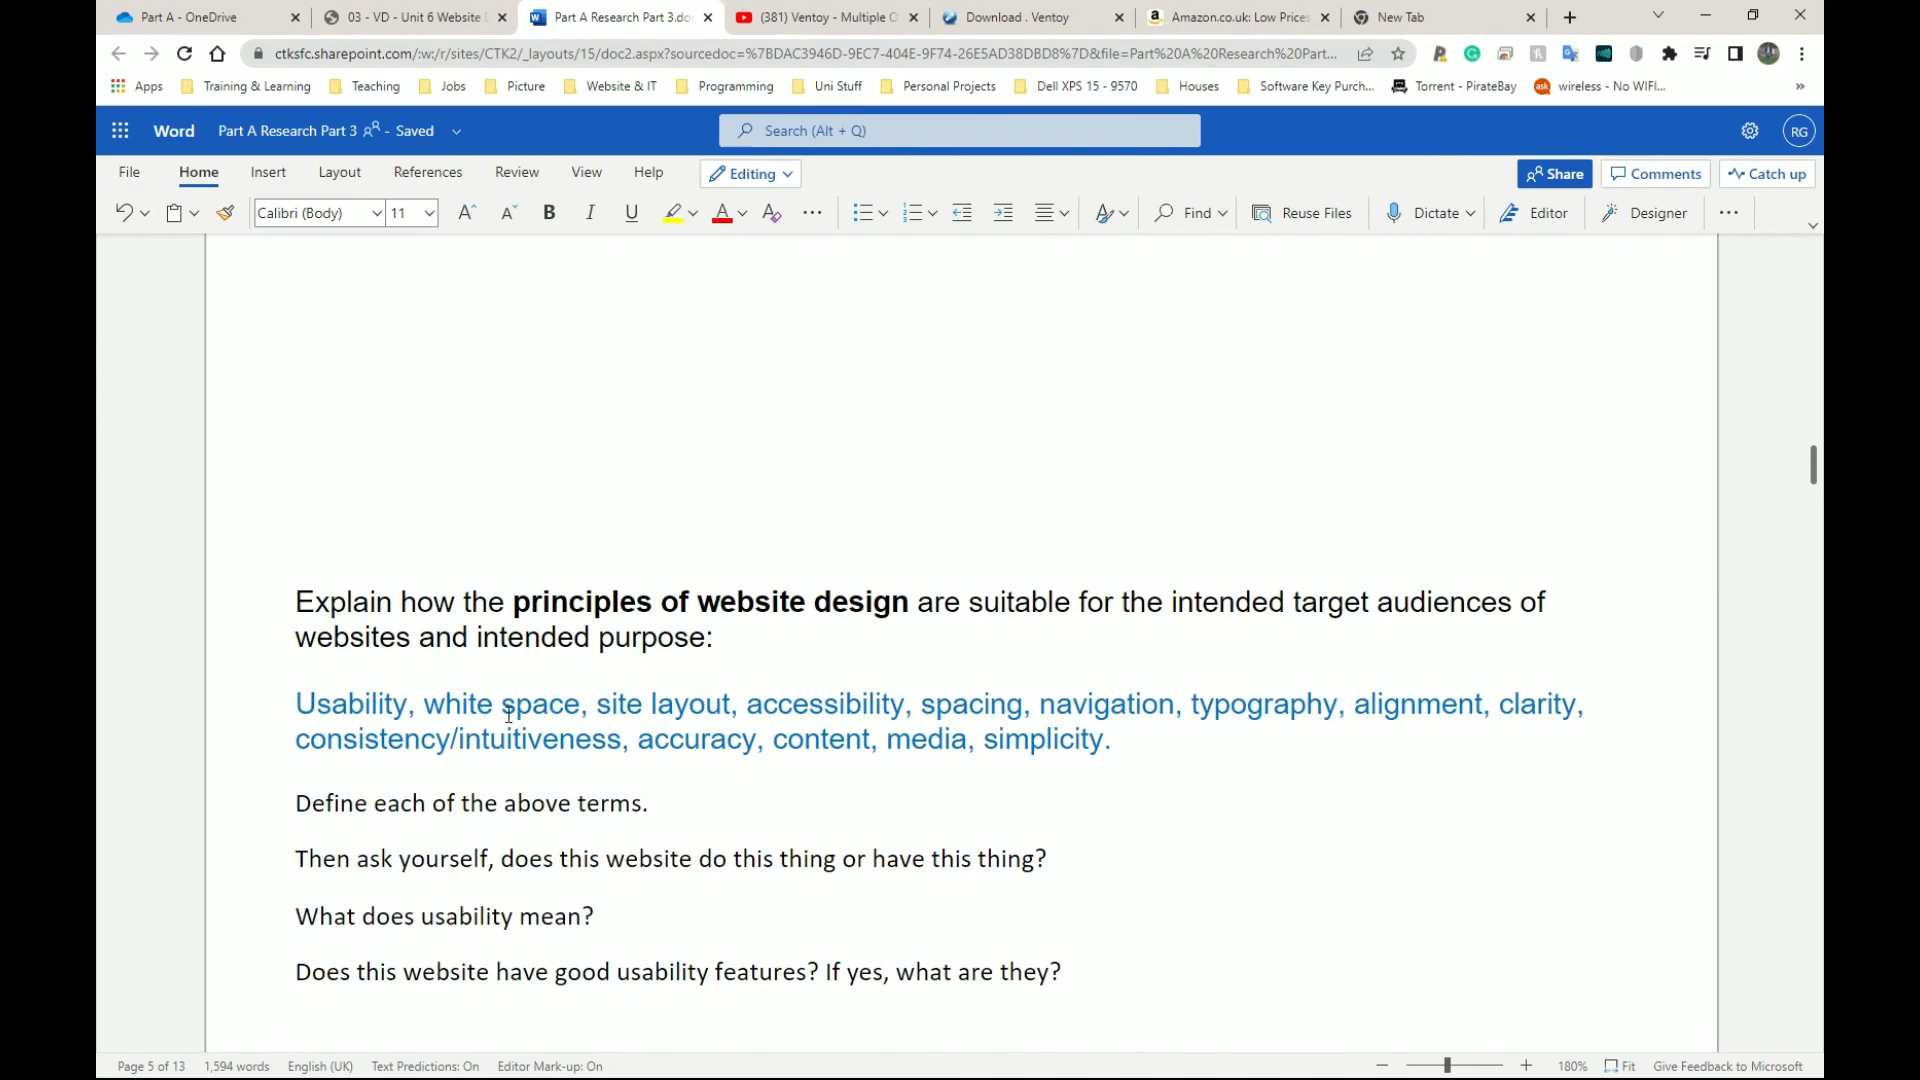 Part A - OneDrive
03 - VD - Unit 6 Website
Part A Research Part 3.do
(381) Ventoy - Multiple O
Download . Ventoy
Amazon.co.uk: Low Prices
New Tab
ctksfc.sharepoint.com/:w:/r/sites/CTK2/_layouts/15/doc2.aspx?sourcedoc=%7BDAC3946D-9EC7-404E-9F74-26E5AD38DBD8%7D&file=Part%20A%20Research%20Part...
Apps
Training & Learning
Teaching
Jobs
Picture
Website & IT
Programming
Uni Stuff
Personal Projects
Dell XPS 15 - 9570
Houses
Software Key Purch...
Torrent - PirateBay
ask
wireless - No WIFI...
Word
Part A Research Part 3 - Saved
Search (Alt + Q)
RG
File
Home
Insert
Layout
References
Review
View
Help
Editing
Share
Comments
Catch up
Calibri (Body)
11
Find
Reuse Files
Dictate
Editor
Designer
Explain how the principles of website design are suitable for the intended target audiences of
websites and intended purpose:
Usability, white space, site layout, accessibility, spacing, navigation, typography, alignment, clarity,
consistency/intuitiveness, accuracy, content, media, simplicity.
Define each of the above terms.
Then ask yourself, does this website do this thing or have this thing?
What does usability mean?
Does this website have good usability features? If yes, what are they?
Page 5 of 13
1,594 words
English (UK)
Text Predictions: On
Editor Mark-up: On
180%
Fit
Give Feedback to Microsoft